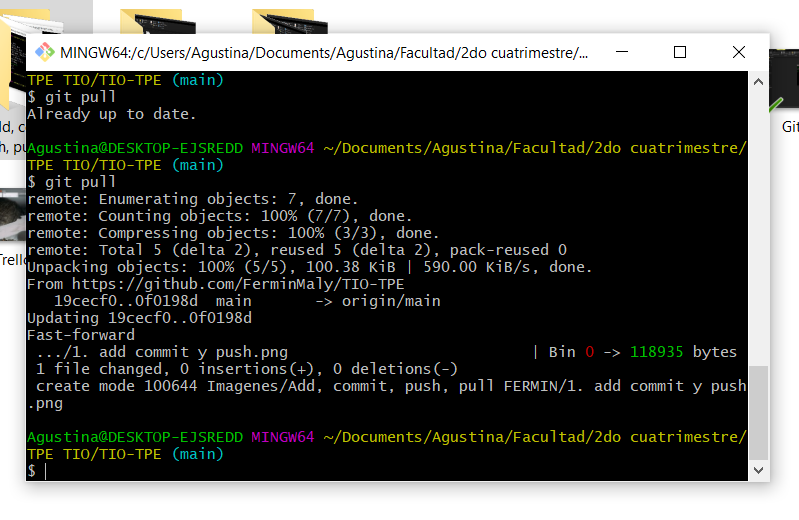 MINGW64:/c/Users/Agustina/Documents/Agustina/Facultad/2do cuatrimestre/...
TPE TIO/TIO-TPE (main)
$ git pull
Already up to date.
Agustina@DESKTOP-EJSREDD MINGW64 ~/Documents/Agustina/Facultad/2do cuatrimestre/
TPE TIO/TIO-TPE (main)
$ git pull
remote: Enumerating objects: 7, done.
remote: Counting objects: 100% (7/7), done.
remote: Compressing objects: 100% (3/3), done.
remote: Total 5 (delta 2), reused 5 (delta 2), pack-reused 0
Unpacking objects: 100% (5/5), 100.38 KiB | 590.00 KiB/s, done.
From https://github.com/FerminMaly/TIO-TPE
19cecf0..0f0198d  main       -> origin/main
Updating 19cecf0..0f0198d
Fast-forward
.../1. add commit y push.png                           | Bin 0 -> 118935 bytes
1 file changed, 0 insertions(+), 0 deletions(-)
create mode 100644 Imagenes/Add, commit, push, pull FERMIN/1. add commit y push
.png
Agustina@DESKTOP-EJSREDD MINGW64 ~/Documents/Agustina/Facultad/2do cuatrimestre/
TPE TIO/TIO-TPE (main)
$
Git